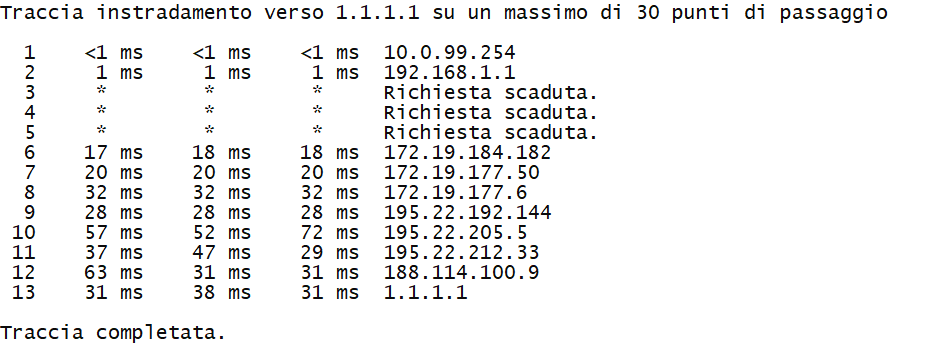 Traccia instradamento verso 1.1.1.1 su un massimo di 30 punti di passaggio
1 <1 ms <1 ms <1 ms 10.0.99.254
2 1 ms 1 ms 1 ms 192.168.1.1
3 * * * Richiesta scaduta.
4 * * * Richiesta scaduta.
5 * * * Richiesta scaduta.
6 17 ms 18 ms 18 ms 172.19.184.182
7 20 ms 20 ms 20 ms 172.19.177.50
8 32 ms 32 ms 32 ms 172.19.177.6
9 28 ms 28 ms 28 ms 195.22.192.144
10 57 ms 52 ms 72 ms 195.22.205.5
11 37 ms 47 ms 29 ms 195.22.212.33
12 63 ms 31 ms 31 ms 188.114.100.9
13 31 ms 38 ms 31 ms 1.1.1.1
Traccia completata.